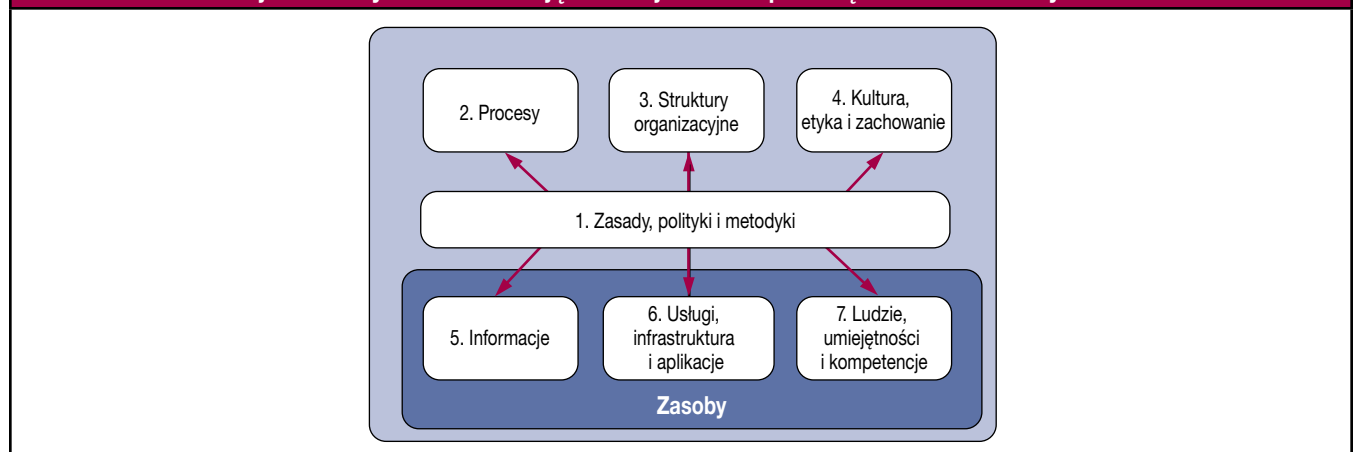 2. Procesy
3. Struktury
organizacyjne
4. Kultura,
etyka i zachowanie
1. Zasady, polityki i metodyki
5. Informacje
6. Usługi,
infrastruktura
i aplikacje
7. Ludzie,
umiejętności
i kompetencje
Zasoby